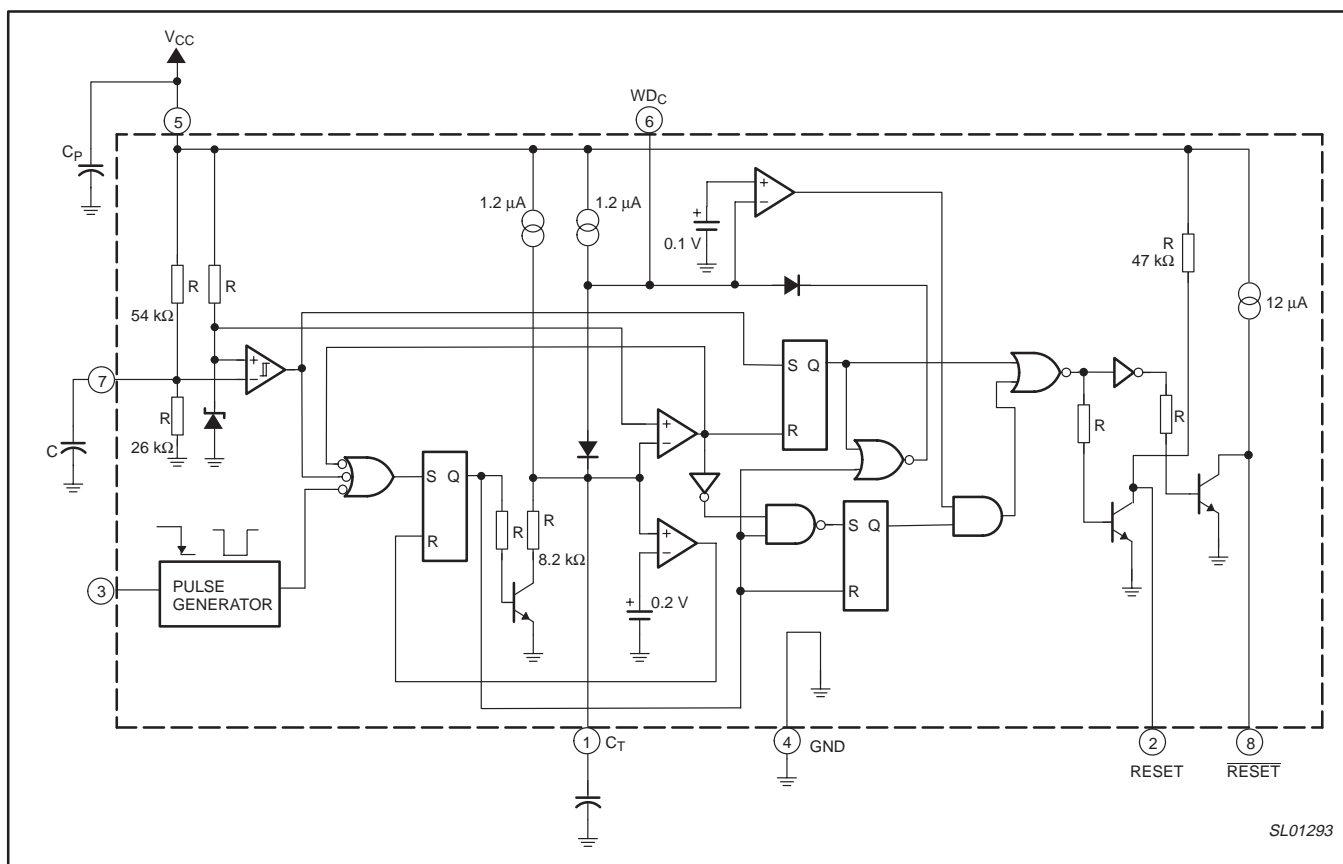 VCC
5
WDC
6
CP
1.2 μA
1.2 μA
+
−
+
0.1 V
R
47 kΩ
12 μA
R
54 kΩ
R
+
−
7
S Q
R
R
26 kΩ
C
+
−
R
R
S Q
R
R
R
8.2 kΩ
+
−
S Q
R
3
PULSE
GENERATOR
+
0.2 V
1
CT
4
GND
2
RESET
8
RESET
SL01293